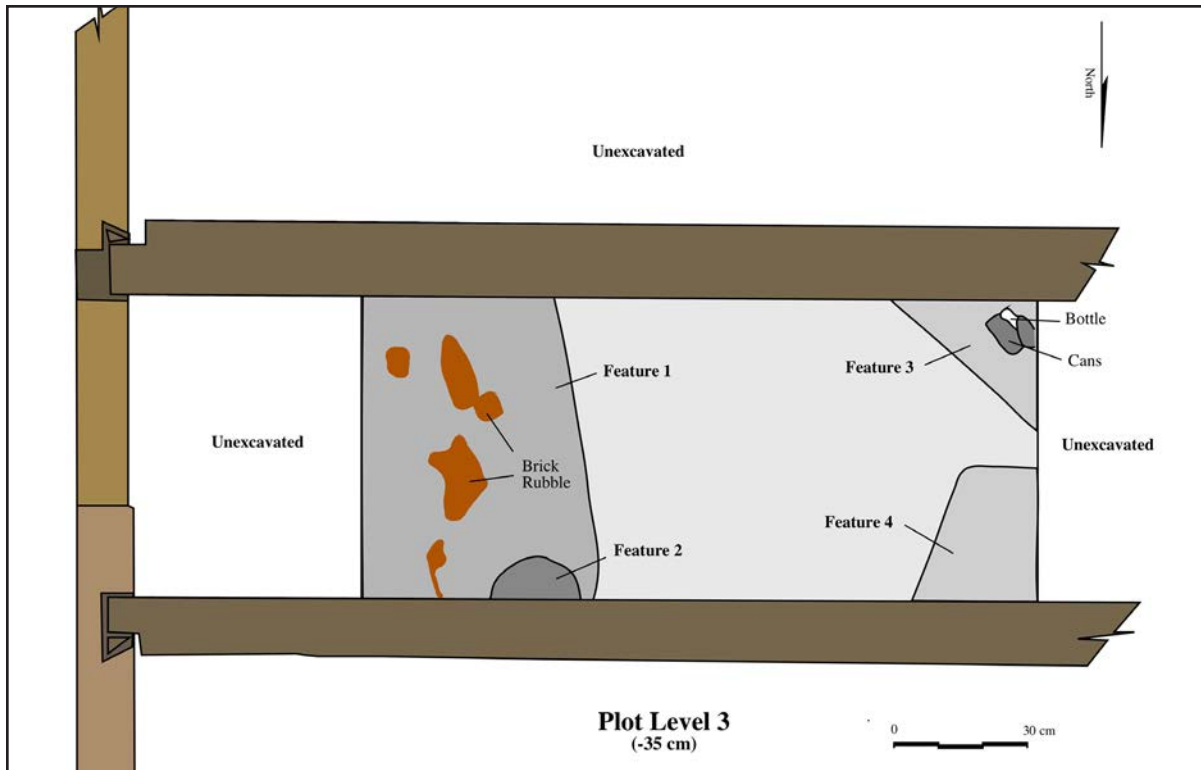 North
Unexcavated
Bottle
Cans
Feature 3
Feature 1
Unexcavated
Unexcavated
Brick
Rubble
Feature 4
Feature 2
Plot Level 3
(-35 cm)
0
30 cm